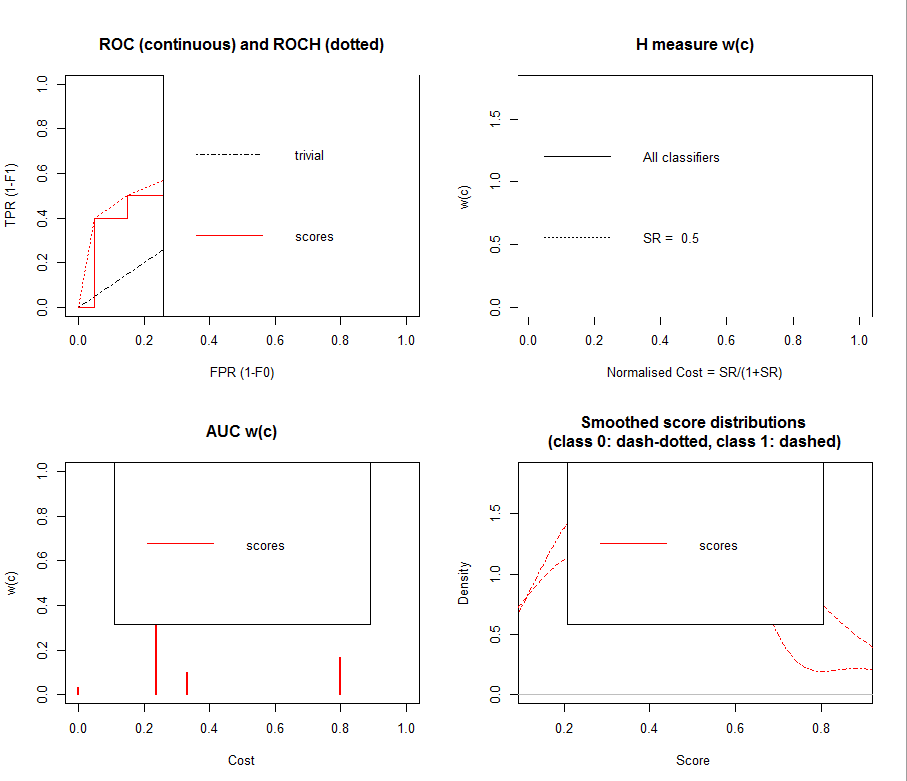 ROC (continuous) and ROCH (dotted)
TPR (1-F1)
1.0
0.8
0.6
0.4
0.2
0.0
trivial
scores
0.0 0.2 0.4 0.6 0.8 1.0
FPR (1-F0)
H measure w(c)
w(c)
1.5
1.0
0.5
0.0
All classifiers
SR = 0.5
0.0 0.2 0.4 0.6 0.8 1.0
Normalised Cost = SR/(1+SR)
AUC w(c)
w(c)
1.0
0.8
0.6
0.4
0.2
0.0
scores
0.0 0.2 0.4 0.6 0.8 1.0
Cost
Smoothed score distributions
(class 0: dash-dotted, class 1: dashed)
Density
1.5
1.0
0.5
0.0
scores
0.2 0.4 0.6 0.8
Score